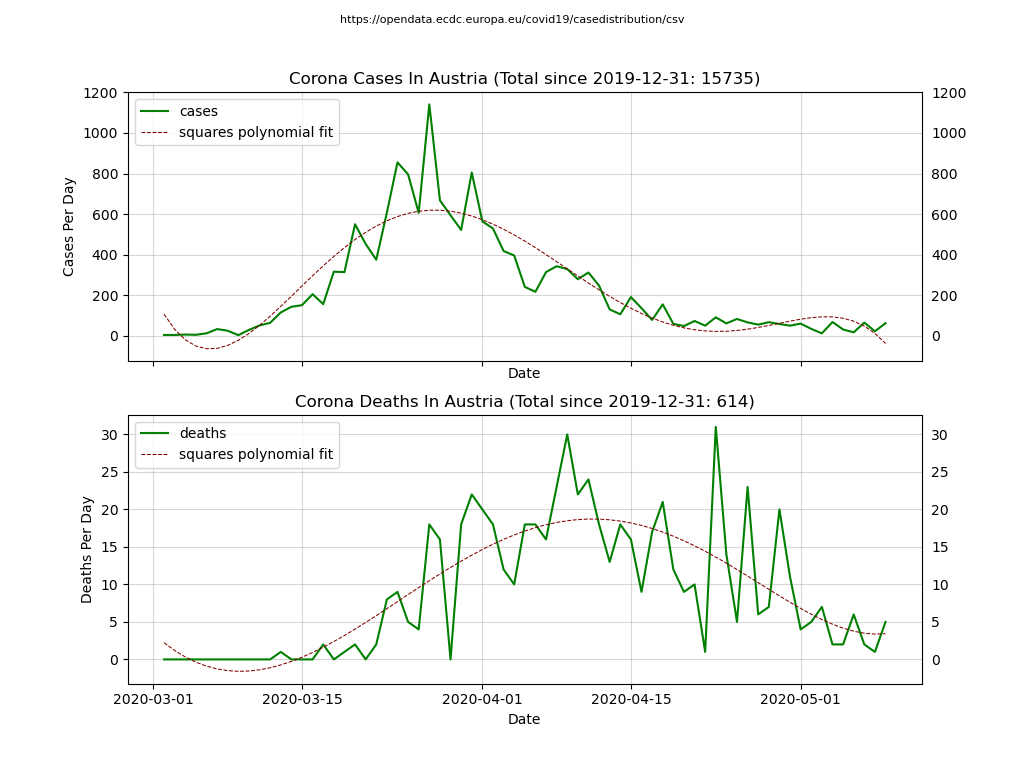 https://opendata.ecdc.europa.eu/covid19/casedistribution/csv
Corona Cases In Austria (Total since 2019-12-31: 15735)
cases
squares polynomial fit
Cases Per Day
1200 1200
1000 1000
800 800
600 600
400 400
200 200
0 0
Date
Corona Deaths In Austria (Total since 2019-12-31: 614)
deaths
squares polynomial fit
Deaths Per Day
30 30
25 25
20 20
15 15
10 10
5 5
0 0
2020-03-01 2020-03-15 2020-04-01 2020-04-15 2020-05-01
Date